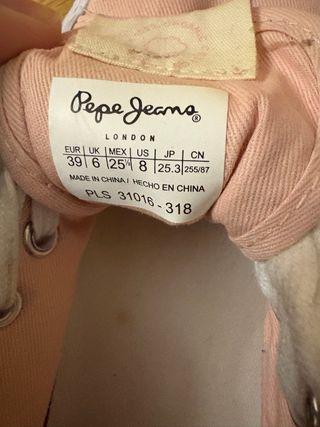 Pepe Jeans®
LONDON
EUR UK MEX US JP CN
39 6 25½ 8 25.3 255/87
MADE IN CHINA / HECHO EN CHINA
PLS 31016 - 318